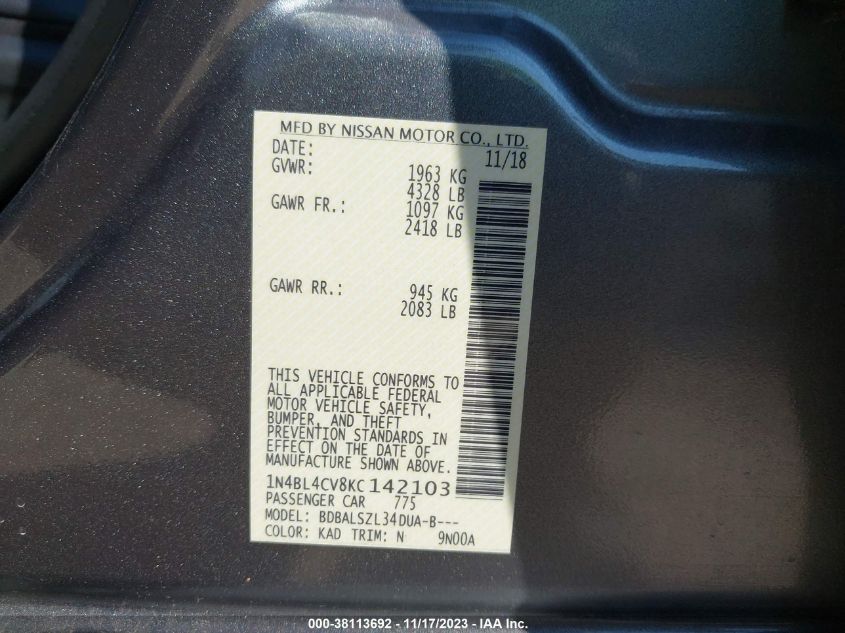 MFD BY NISSAN MOTOR CO., LTD.
DATE: 11/18
GVWR: 1963 KG
4328 LB
GAWR FR.: 1097 KG
2418 LB
GAWR RR.: 945 KG
2083 LB
THIS VEHICLE CONFORMS TO
ALL APPLICABLE FEDERAL
MOTOR VEHICLE SAFETY,
BUMPER, AND THEFT
PREVENTION STANDARDS IN
EFFECT ON THE DATE OF
MANUFACTURE SHOWN ABOVE.
1N4BL4CV8KC142103
PASSENGER CAR 775
MODEL: BDBALSZL34DUA-B---
COLOR: KAD TRIM: N 9N00A
000-38113692 - 11/17/2023 - IAA Inc.